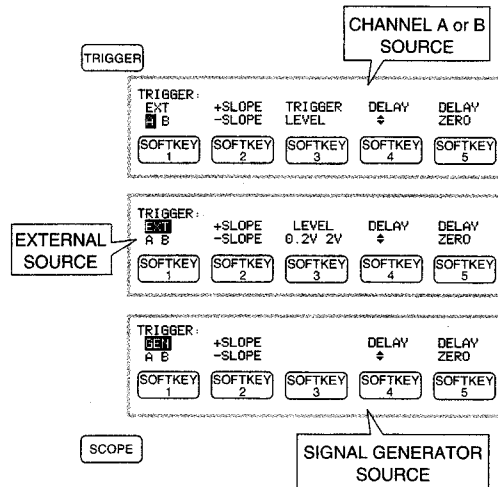 CHANNEL A or B
SOURCE
TRIGGER
TRIGGER:
EXT +SLOPE TRIGGER DELAY DELAY
A B -SLOPE LEVEL ZERO
SOFTKEY 1 SOFTKEY 2 SOFTKEY 3 SOFTKEY 4 SOFTKEY 5
EXTERNAL
SOURCE
TRIGGER:
EXT +SLOPE LEVEL DELAY DELAY
A B -SLOPE 0.2V 2V ZERO
SOFTKEY 1 SOFTKEY 2 SOFTKEY 3 SOFTKEY 4 SOFTKEY 5
TRIGGER:
GEN +SLOPE DELAY DELAY
A B -SLOPE ZERO
SOFTKEY 1 SOFTKEY 2 SOFTKEY 3 SOFTKEY 4 SOFTKEY 5
SCOPE
SIGNAL GENERATOR
SOURCE